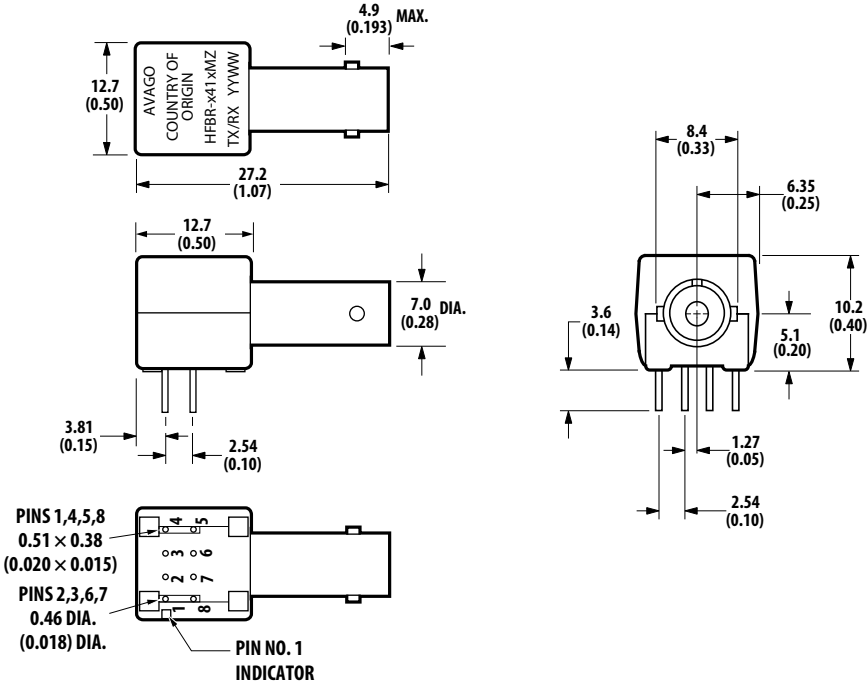 4.9
(0.193)
MAX.
12.7
(0.50)
AVAGO
COUNTRY OF
ORIGIN
HFBR-x41xMZ
TX/RX YYWW
27.2
(1.07)
8.4
(0.33)
6.35
(0.25)
12.7
(0.50)
7.0
(0.28)
DIA.
3.6
(0.14)
10.2
(0.40)
5.1
(0.20)
3.81
(0.15)
2.54
(0.10)
1.27
(0.05)
2.54
(0.10)
PINS 1,4,5,8
0.51 × 0.38
(0.020 × 0.015)
PINS 2,3,6,7
0.46 DIA.
(0.018) DIA.
4 5
3 6
2 7
1 8
PIN NO. 1
INDICATOR